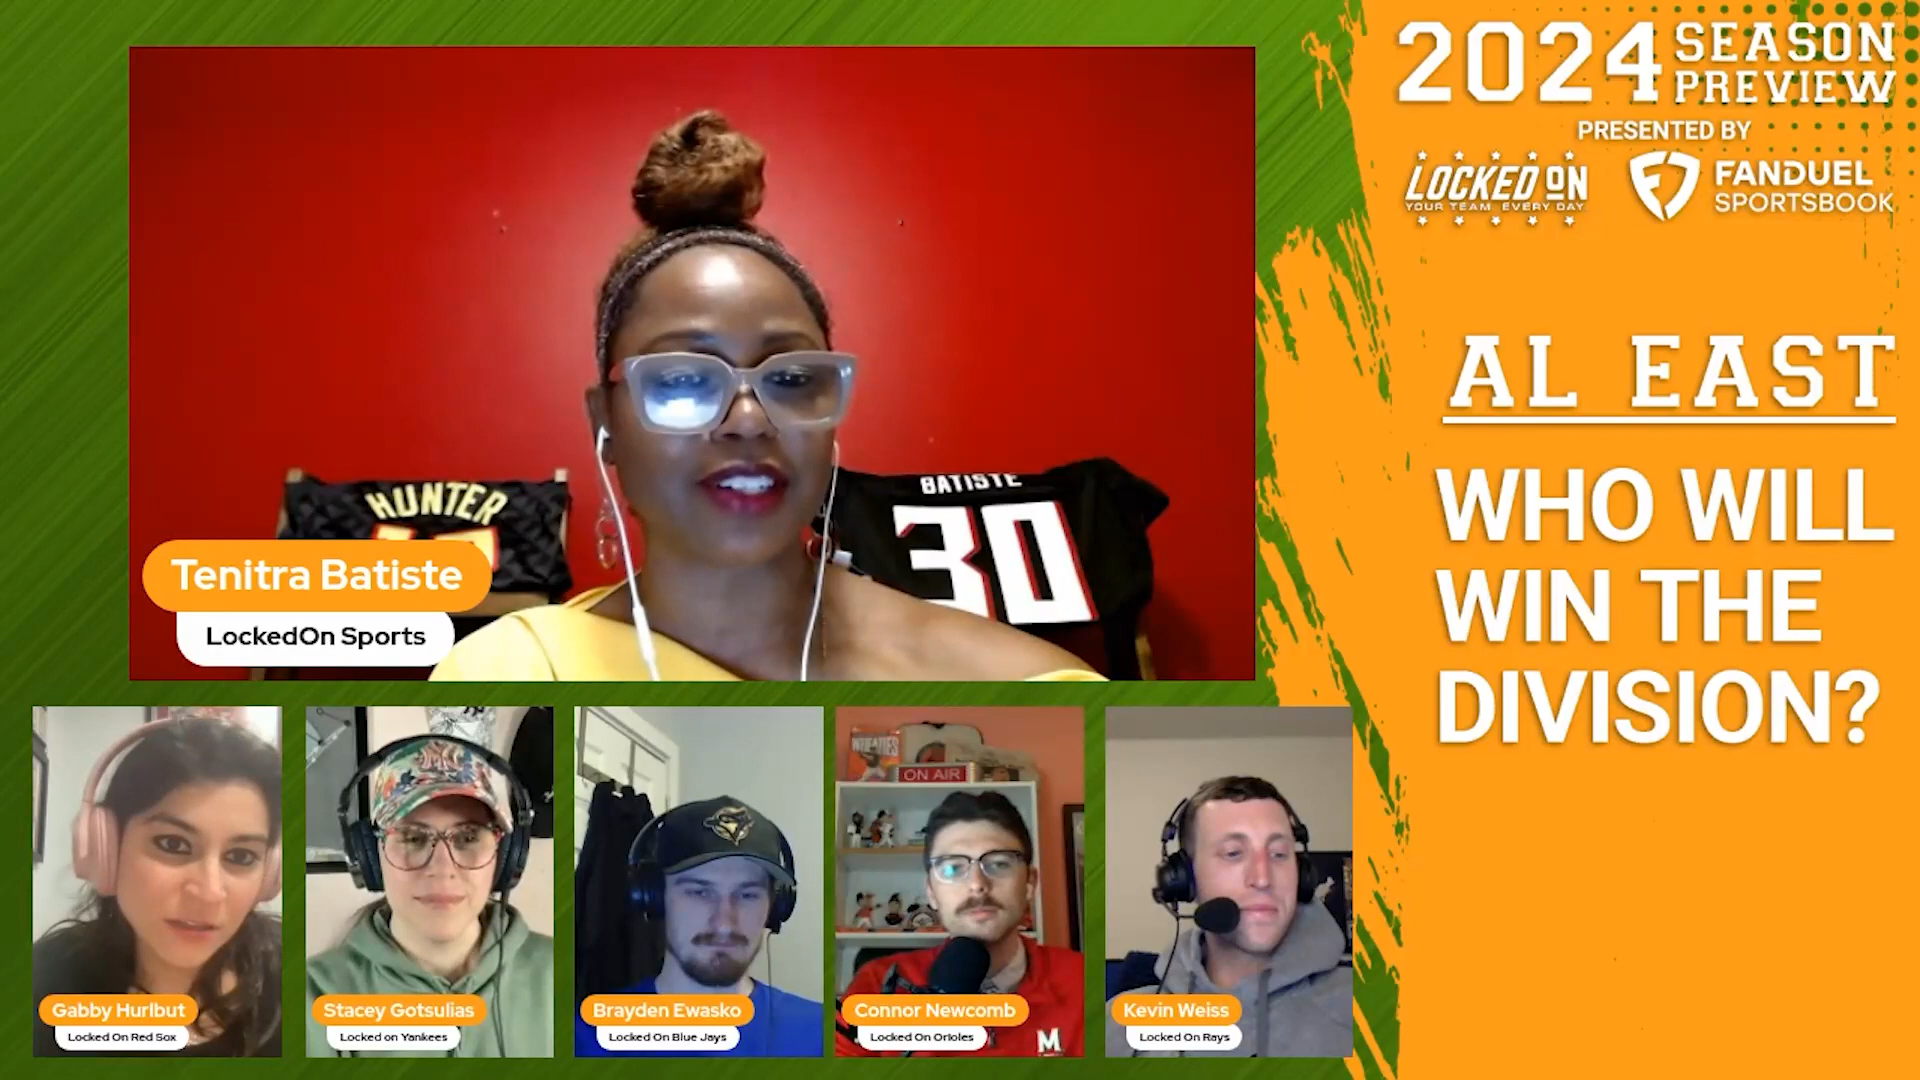 2024 SEASON
PREVIEW
PRESENTED BY
LOCKED ON
YOUR TEAM. EVERY DAY
FANDUEL
SPORTSBOOK
AL EAST
WHO WILL
WIN THE
DIVISION?
HUNTER
BATISTE
30
Tenitra Batiste
LockedOn Sports
WHEATIES
ON AIR
M
Gabby Hurlbut
Locked On Red Sox
Stacey Gotsulias
Locked on Yankees
Brayden Ewasko
Locked On Blue Jays
Connor Newcomb
Locked On Orioles
Kevin Weiss
Locked On Rays